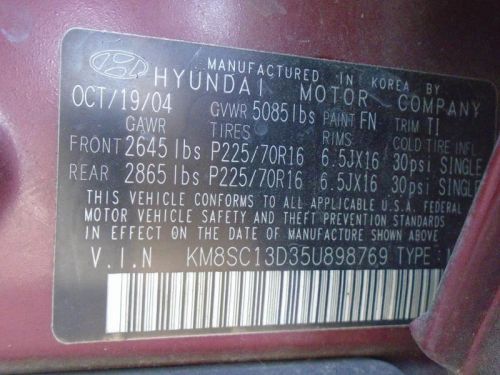 MANUFACTURED IN KOREA BY
HYUNDAI MOTOR COMPANY
OCT/19/04 GVWR 5085lbs PAINT FN TRIM TI
GAWR TIRES RIMS COLD TIRE INFL
FRONT 2645lbs P225/70R16 6.5JX16 30psi SINGLE
REAR 2865lbs P225/70R16 6.5JX16 30psi SINGLE
THIS VEHICLE CONFORMS TO ALL APPLICABLE U.S.A FEDERAL
MOTOR VEHICLE SAFETY AND THEFT PREVENTION STANDARDS
IN EFFECT ON THE DATE OF MANUFACTURE SHOWN ABOVE.
V.I.N KM8SC13D35U898769 TYPE: